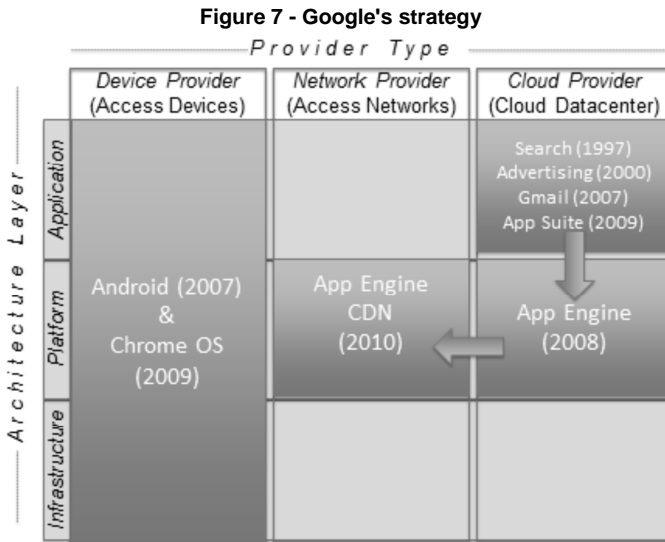 Figure 7 - Google's strategy
Provider Type
Device Provider
(Access Devices)
Network Provider
(Access Networks)
Cloud Provider
(Cloud Datacenter)
Architecture Layer
Application
Search (1997)
Advertising (2000)
Gmail (2007)
App Suite (2009)
Platform
Android (2007)
&
Chrome OS
(2009)
App Engine
CDN
(2010)
App Engine
(2008)
Infrastructure